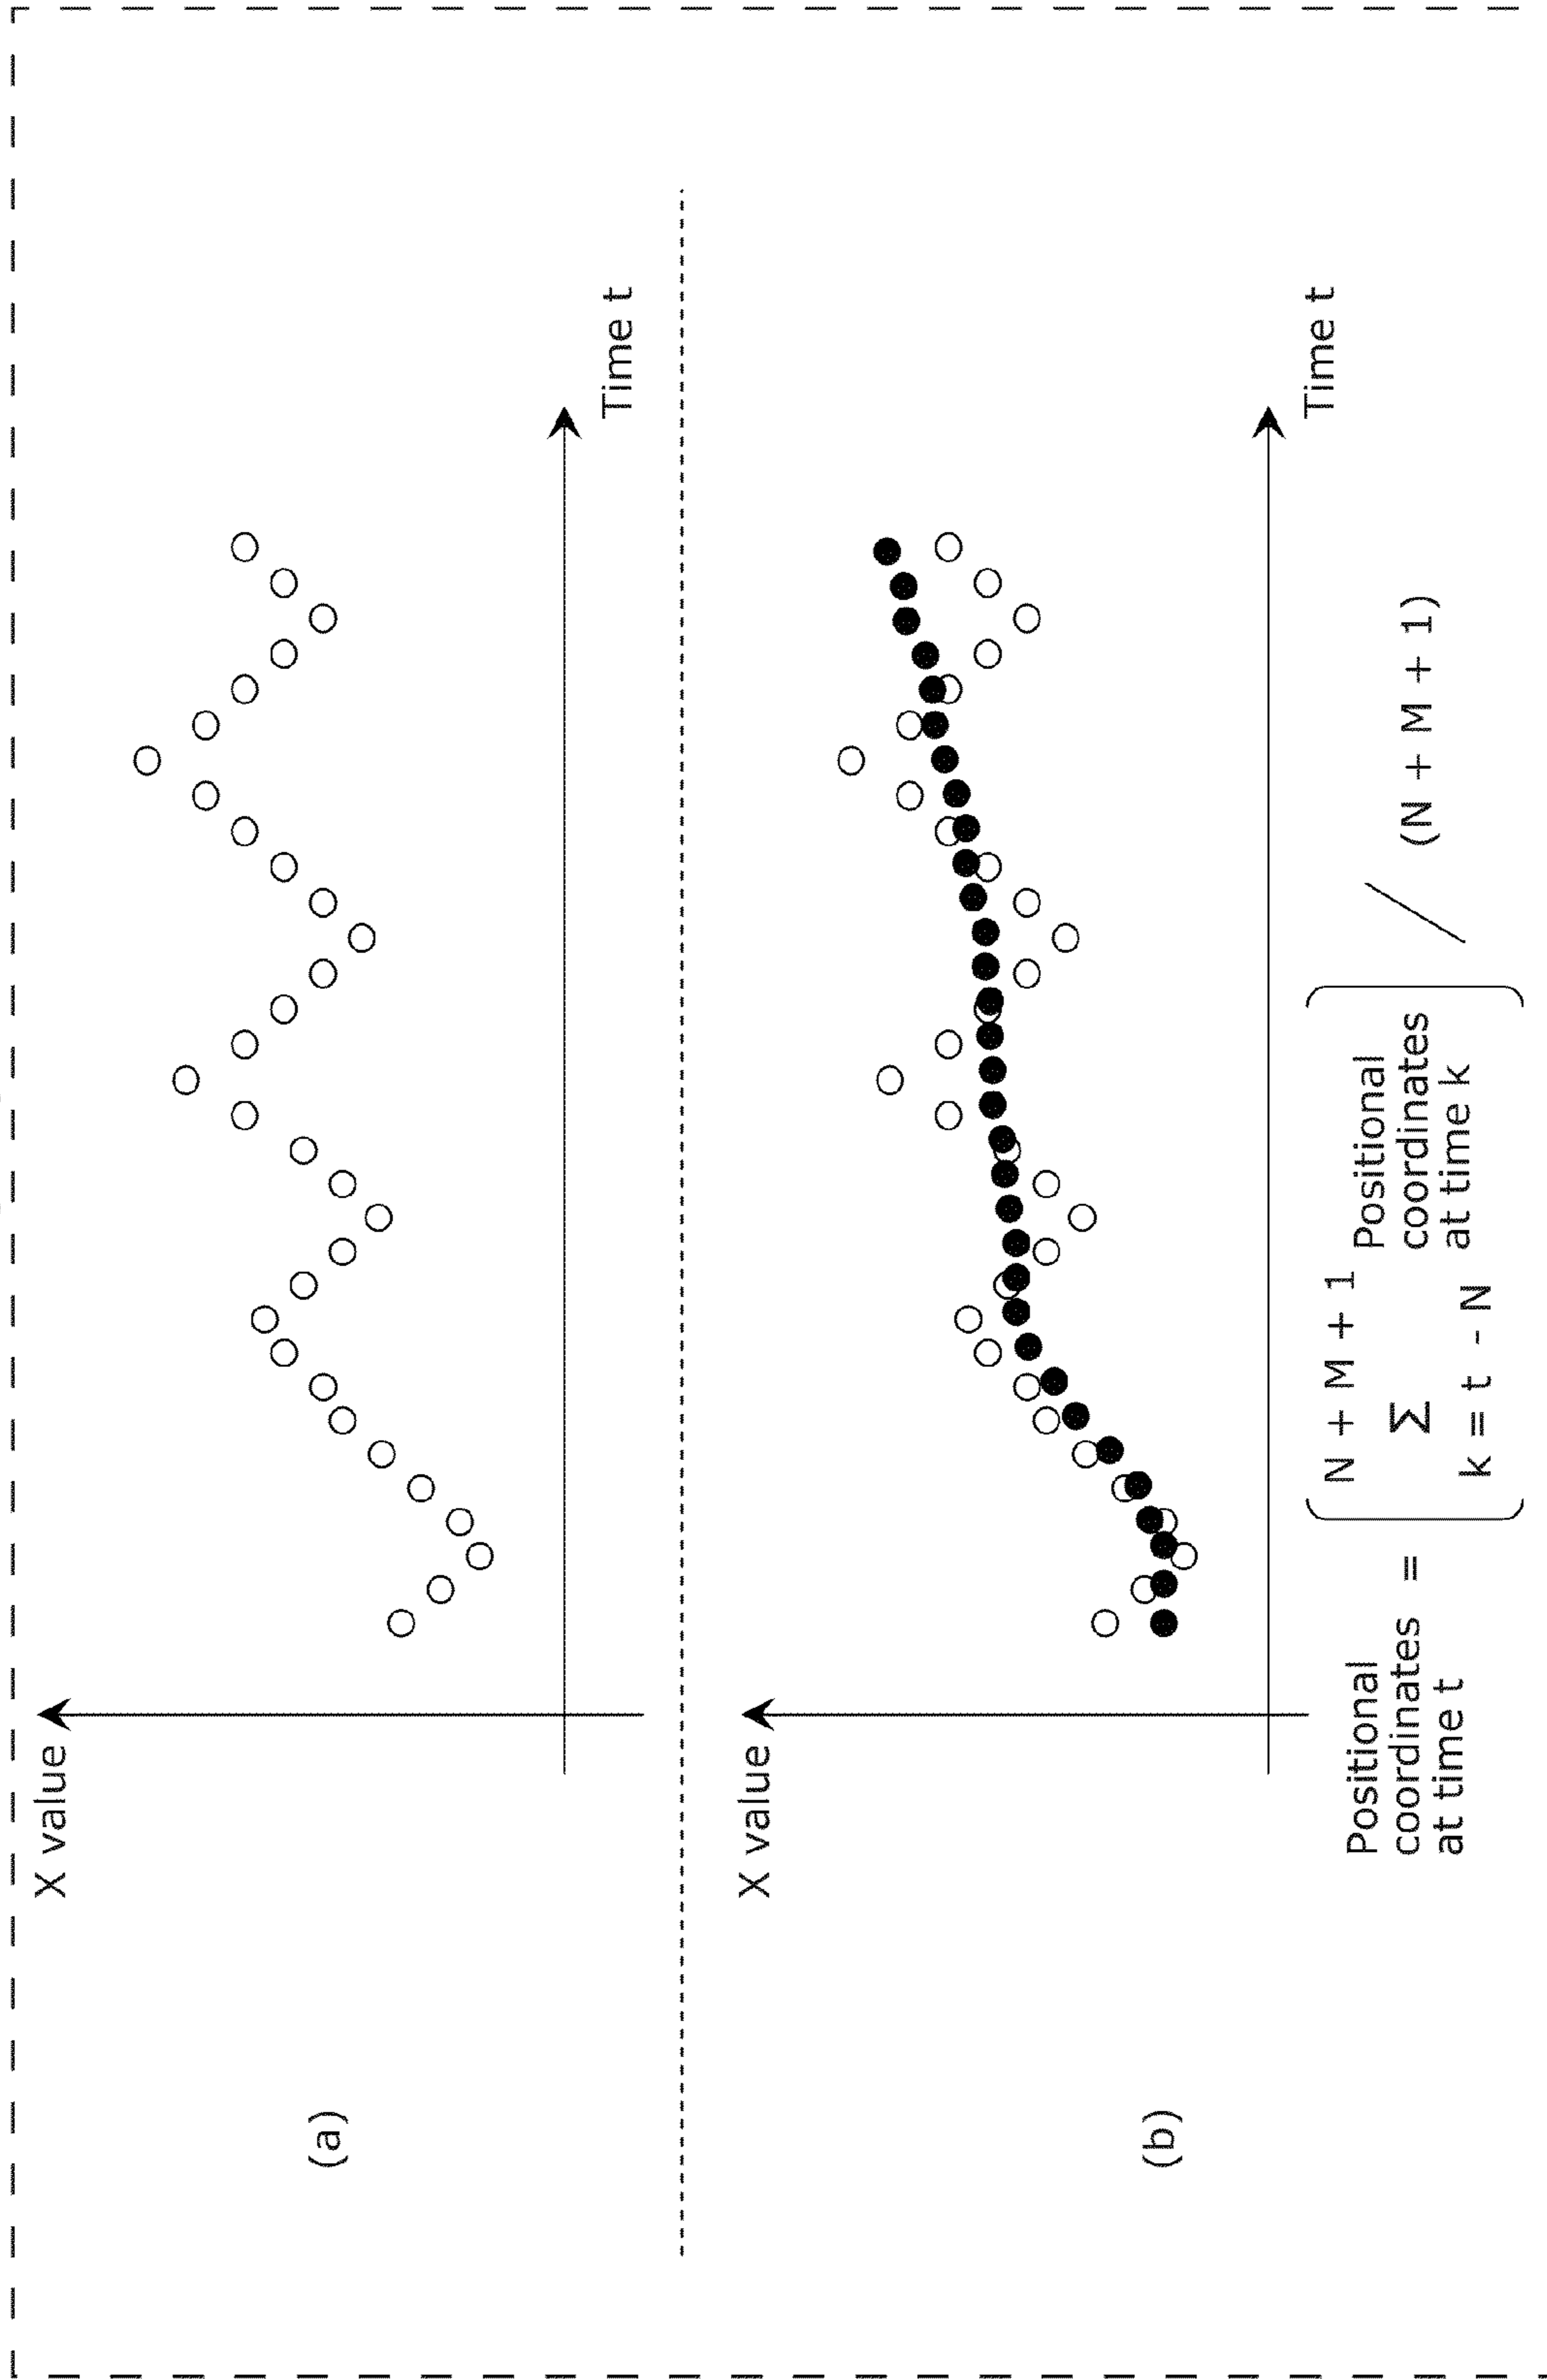 (a)
X value
Time t
(b)
X value
Time t
Positional
coordinates =
at time t
N + M + 1
Σ
k = t - N
Positional
coordinates
at time k
(N + M + 1)